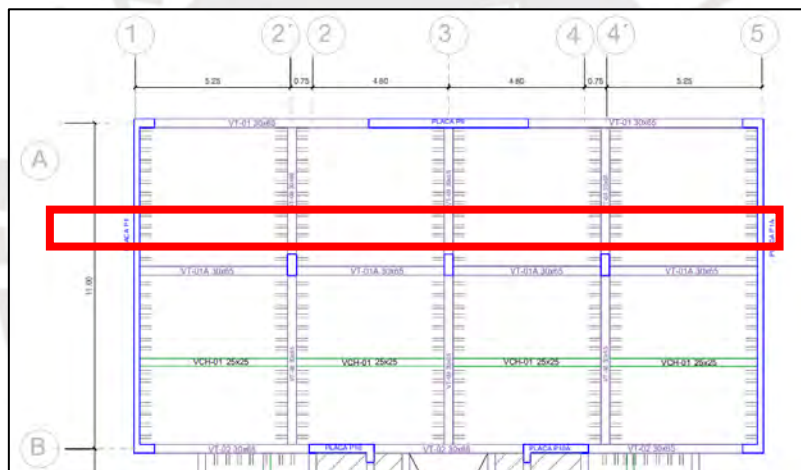 1 2´ 2 3 4 4´ 5
5.25 0.75 4.80 4.80 0.75 5.25
VT-01 30x65 PLACA P9 VT-01 30x65
A
11.60
VT-01A 30x65 VT-01A 30x65 VT-01A 30x65 VT-01A 30x65
VCH-01 25x25 VCH-01 25x25 VCH-01 25x25 VCH-01 25x25
B
VT-02 30x65 PLACA P10 VT-02 30x65 PLACA P10A VT-02 30x65